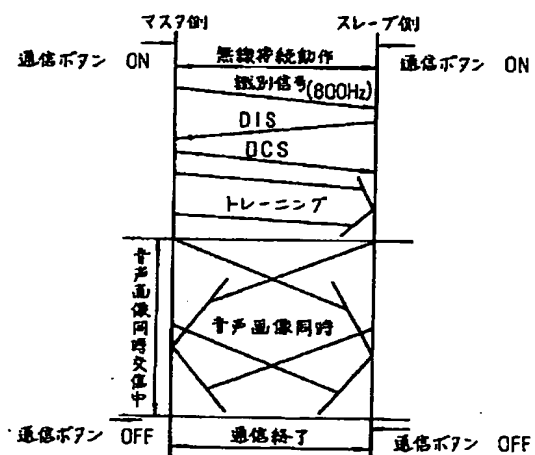 マスタ側 スレーブ側
通信ボタン ON
無線接続動作
通信ボタン ON
識別信号(800Hz)
DIS
DCS
トレーニング
音声画像同時交信中
音声画像同時
通信ボタン OFF
通信終了
通信ボタン OFF